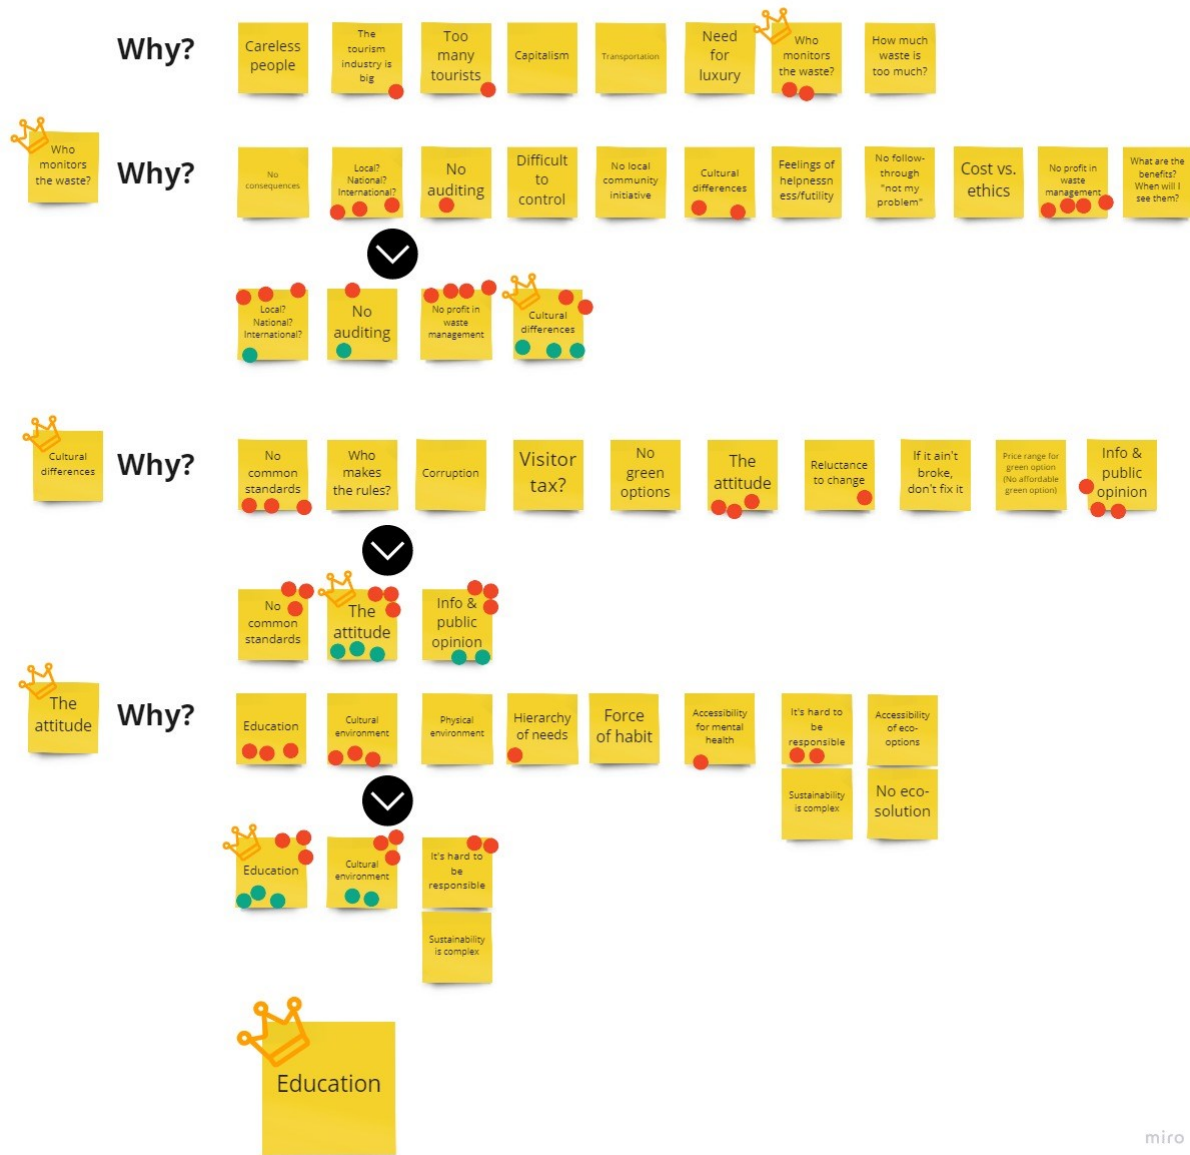 Why?
Careless
people
The
tourism
industry is
big
Too
many
tourists
Capitalism
Transportation
Need
for
luxury
Who
monitors
the waste?
How much
waste is
too much?
Who
monitors
the waste?
Why?
No
consequences
Local?
National?
International?
No
auditing
Difficult
to
control
No local
community
initiative
Cultural
differences
Feelings of
helpnessn
ess/futility
No follow-
through
"not my
problem"
Cost vs.
ethics
No profit in
waste
management
What are the
benefits?
When will I
see them?
Local?
National?
International?
No
auditing
No profit in
waste
management
Cultural
differences
Cultural
differences
Why?
No
common
standards
Who
makes
the rules?
Corruption
Visitor
tax?
No
green
options
The
attitude
Reluctance
to change
If it ain't
broke,
don't fix it
Price range for
green option
(No affordable
green option)
Info &
public
opinion
No
common
standards
The
attitude
Info &
public
opinion
The
attitude
Why?
Education
Cultural
environment
Physical
environment
Hierarchy
of needs
Force
of habit
Accessibility
for mental
health
It's hard to
be
responsible
Accessibility
of eco-
options
Sustainability
is complex
No eco-
solution
Education
Cultural
environment
It's hard to
be
responsible
Sustainability
is complex
Education
miro